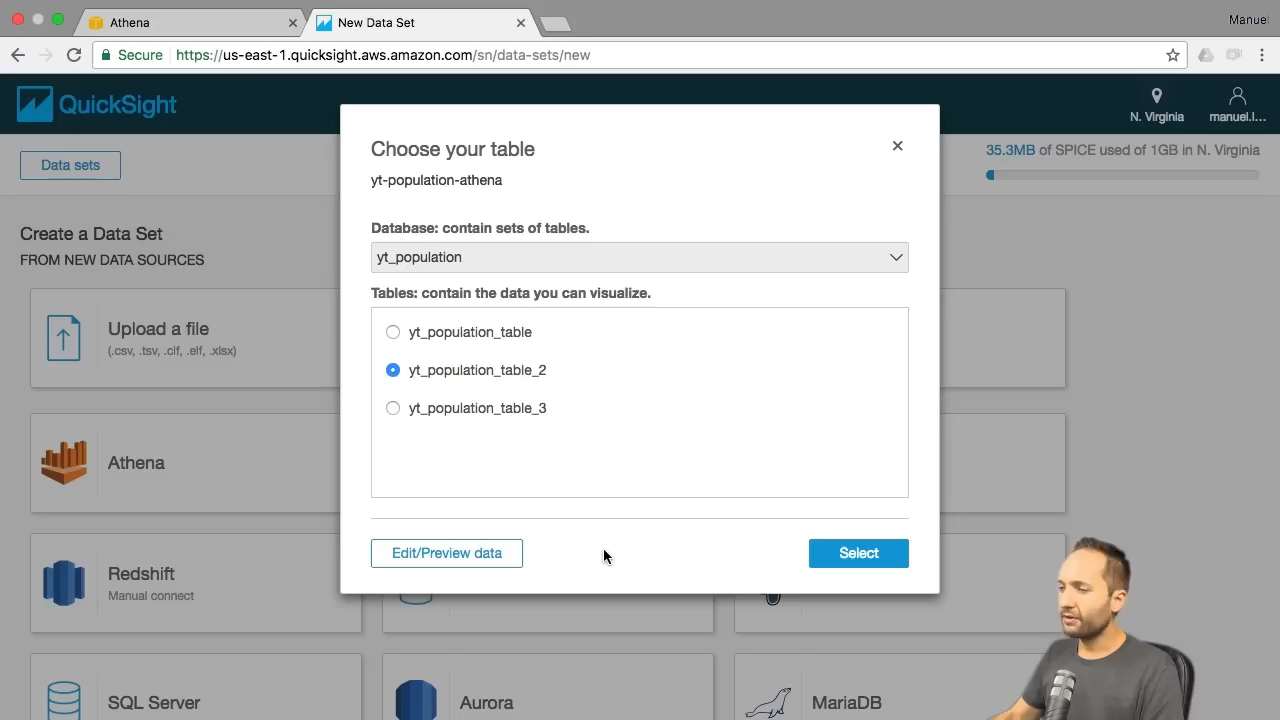 Athena
New Data Set
Manuel
Secure
https://us-east-1.quicksight.aws.amazon.com/sn/data-sets/new
QuickSight
N. Virginia
manuel.l...
Data sets
35.3MB of SPICE used of 1GB in N. Virginia
Create a Data Set
FROM NEW DATA SOURCES
Upload a file
(.csv, .tsv, .clf, .elf, .xlsx)
Athena
Redshift
Manual connect
SQL Server
Aurora
MariaDB
Choose your table
yt-population-athena
Database: contain sets of tables.
yt_population
Tables: contain the data you can visualize.
yt_population_table
yt_population_table_2
yt_population_table_3
Edit/Preview data
Select